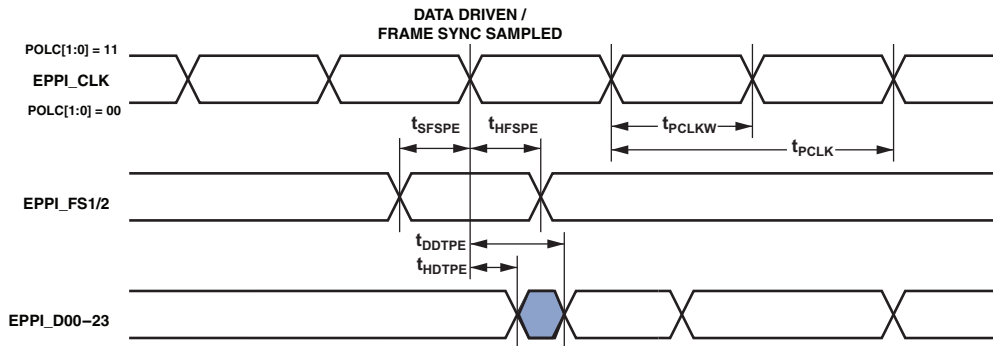 DATA DRIVEN /
FRAME SYNC SAMPLED
POLC[1:0] = 11
EPPI_CLK
POLC[1:0] = 00
tSFSPE
tHFSPE
tPCLKW
tPCLK
EPPI_FS1/2
tDDTPE
tHDTPE
EPPI_D00–23